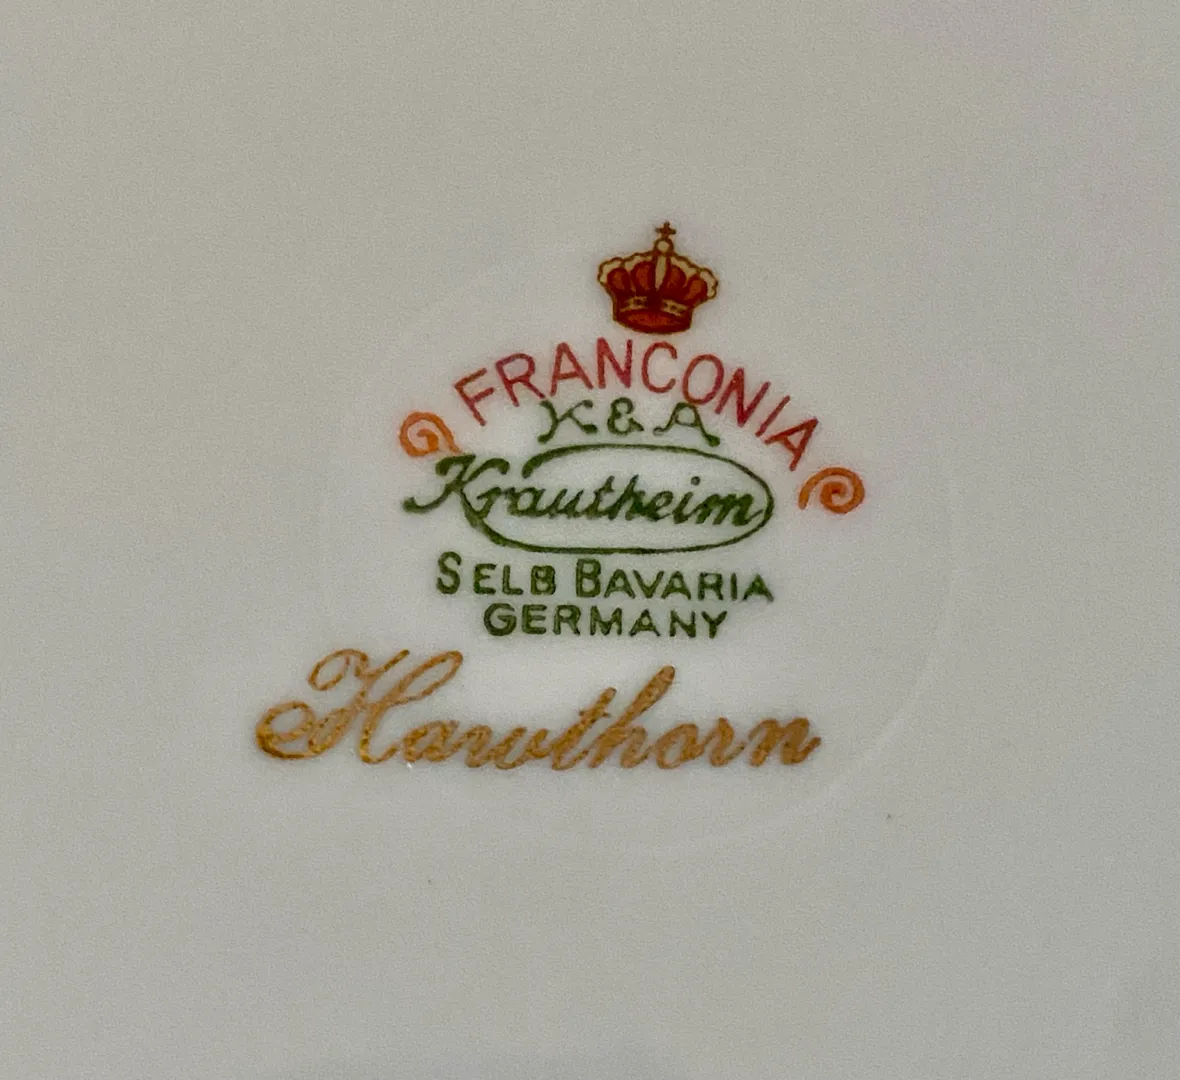 FRANCONIA
K & A
Krautheim
SELB BAVARIA
GERMANY
Hawthorn